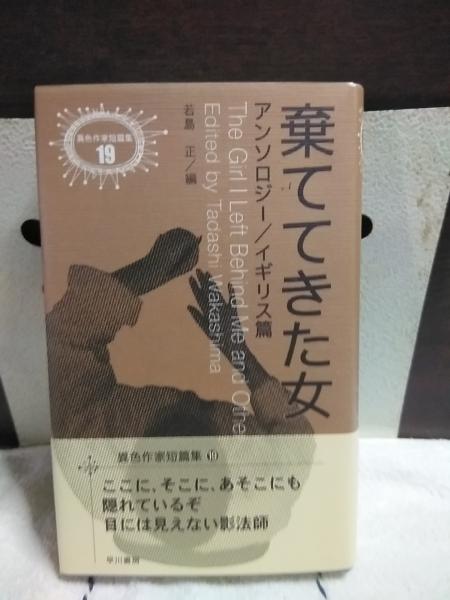 異色作家短篇集
19
棄ててきた女
アンソロジー/イギリス篇
The Girl I Left Behind Me and Othe
Edited by Tadashi Wakashima
若島 正/編
異色作家短篇集 19
ここに、そこに、あそこにも
隠れているぞ
目には見えない影法師
早川書房